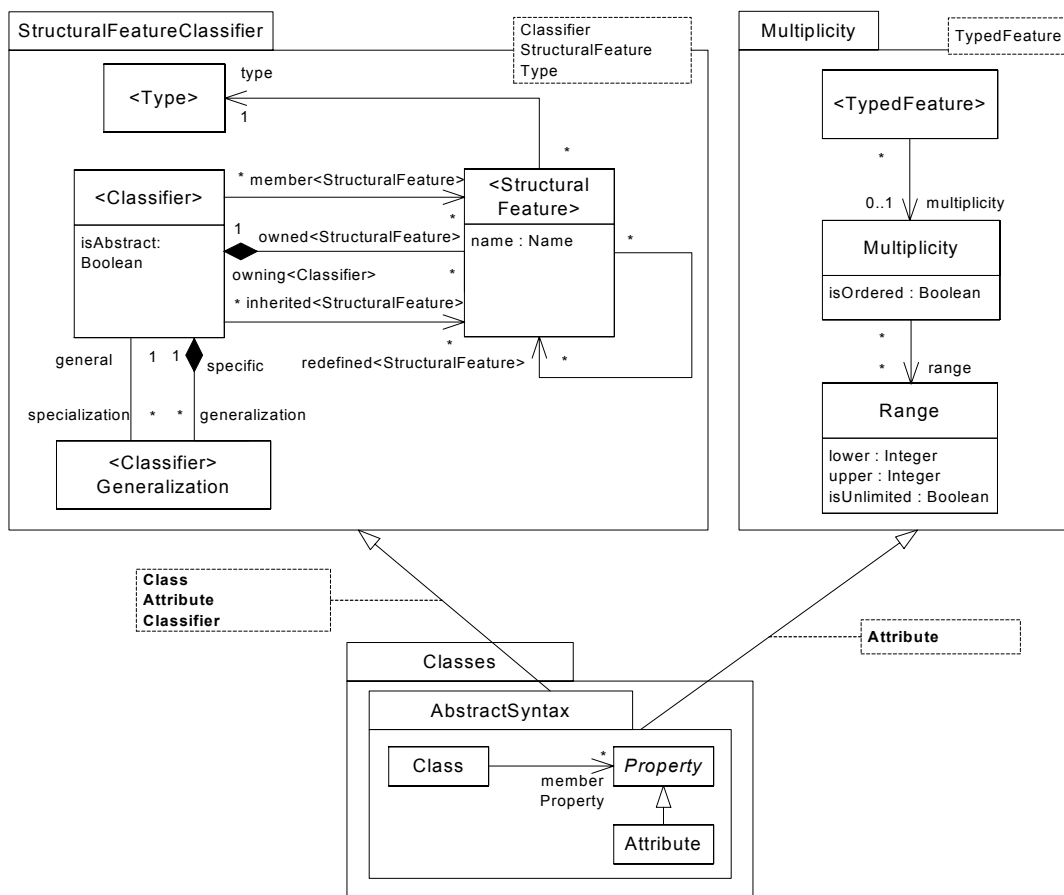 StructuralFeatureClassifier
Classifier
StructuralFeature
Type
type
<Type>
1
*
<Classifier>
isAbstract:
Boolean
* member<StructuralFeature>
*
1
owned<StructuralFeature>
owning<Classifier>
*
* inherited<StructuralFeature>
*
<Structural
Feature>
name : Name
*
redefined<StructuralFeature>
*
general
1
1
specific
specialization
*
*
generalization
<Classifier>
Generalization
Multiplicity
TypedFeature
<TypedFeature>
*
0..1
multiplicity
Multiplicity
isOrdered : Boolean
*
*
range
Range
lower : Integer
upper : Integer
isUnlimited : Boolean
Class
Attribute
Classifier
Attribute
Classes
AbstractSyntax
Class
*
member
Property
Property
Attribute